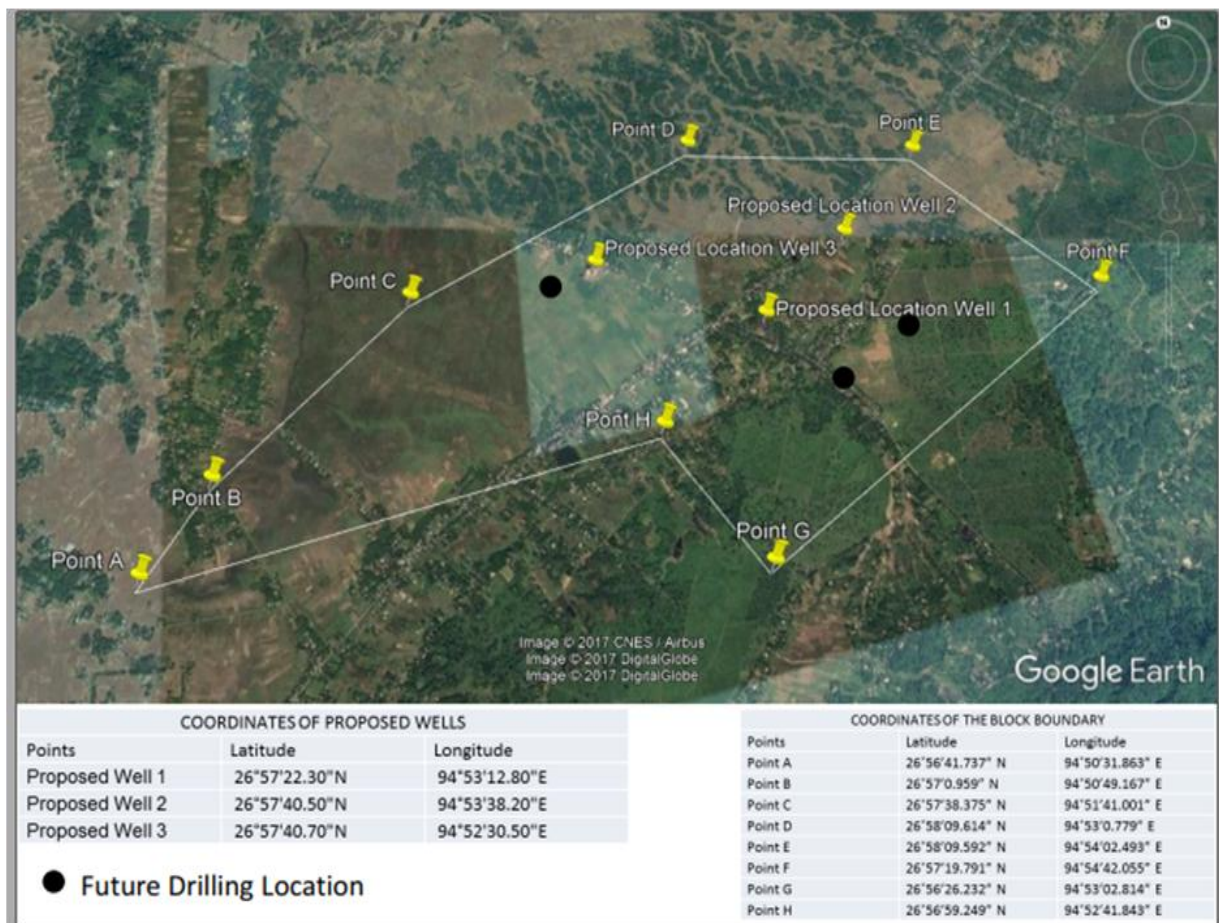 N
Point D
Point E
Proposed Location Well 2
Proposed Location Well 3
Point F
Point C
Proposed Location Well 1
Pont H
Point B
Point G
Point A
Image © 2017 CNES / Airbus
Image © 2017 DigitalGlobe
Image © 2017 DigitalGlobe
Google Earth
COORDINATES OF PROPOSED WELLS
Points Latitude Longitude
Proposed Well 1 26°57'22.30"N 94°53'12.80"E
Proposed Well 2 26°57'40.50"N 94°53'38.20"E
Proposed Well 3 26°57'40.70"N 94°52'30.50"E
Future Drilling Location
COORDINATES OF THE BLOCK BOUNDARY
Points Latitude Longitude
Point A 26°56'41.737" N 94°50'31.863" E
Point B 26°57'0.959" N 94°50'49.167" E
Point C 26°57'38.375" N 94°51'41.001" E
Point D 26°58'09.614" N 94°53'0.779" E
Point E 26°58'09.592" N 94°54'02.493" E
Point F 26°57'19.791" N 94°54'42.055" E
Point G 26°56'26.232" N 94°53'02.814" E
Point H 26°56'59.249" N 94°52'41.843" E